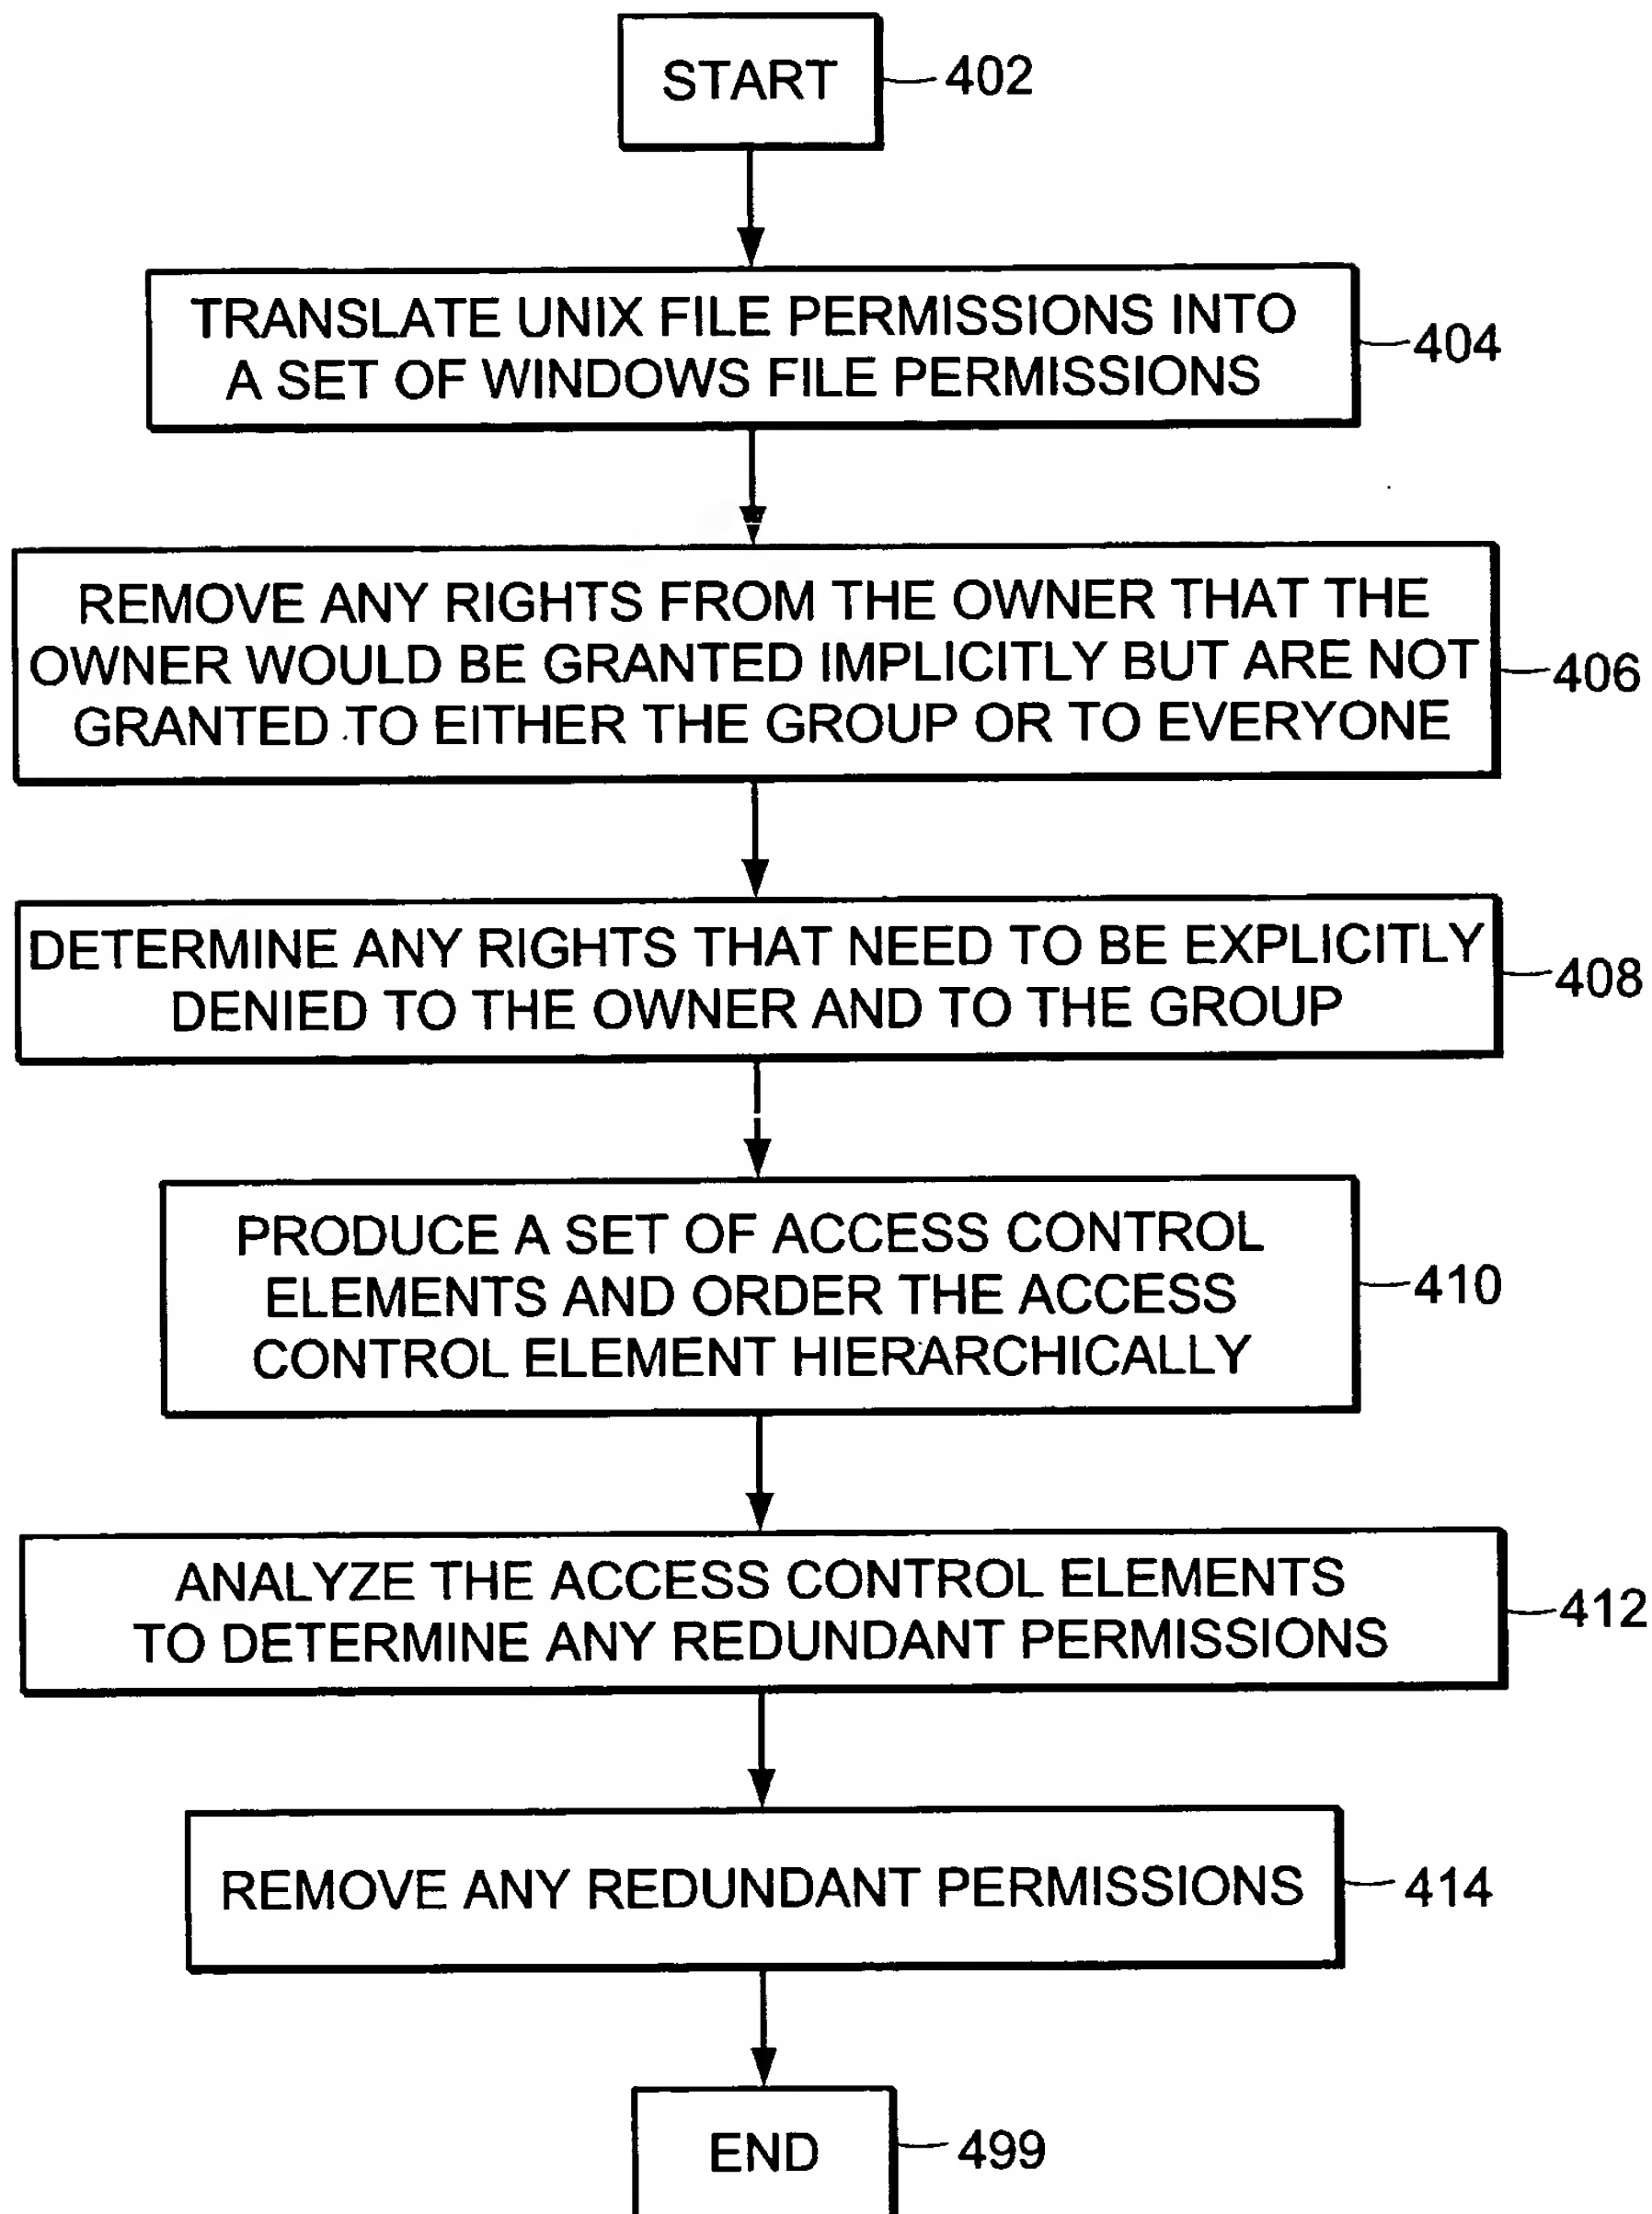 START
402
TRANSLATE UNIX FILE PERMISSIONS INTO
A SET OF WINDOWS FILE PERMISSIONS
404
REMOVE ANY RIGHTS FROM THE OWNER THAT THE
OWNER WOULD BE GRANTED IMPLICITLY BUT ARE NOT
GRANTED TO EITHER THE GROUP OR TO EVERYONE
406
DETERMINE ANY RIGHTS THAT NEED TO BE EXPLICITLY
DENIED TO THE OWNER AND TO THE GROUP
408
PRODUCE A SET OF ACCESS CONTROL
ELEMENTS AND ORDER THE ACCESS
CONTROL ELEMENT HIERARCHICALLY
410
ANALYZE THE ACCESS CONTROL ELEMENTS
TO DETERMINE ANY REDUNDANT PERMISSIONS
412
REMOVE ANY REDUNDANT PERMISSIONS
414
END
499